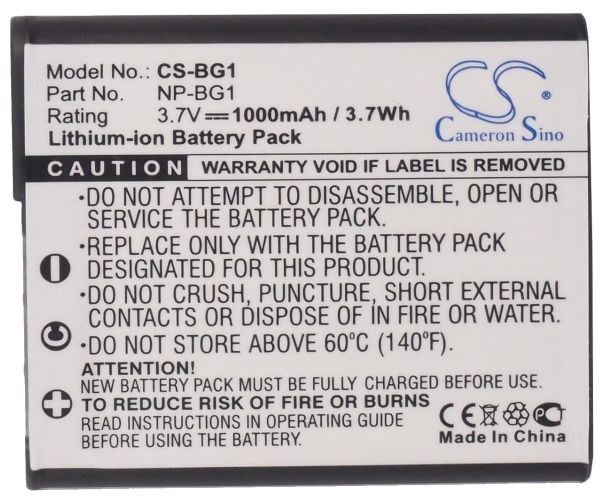 Model No.: CS-BG1
Part No.: NP-BG1
Rating 3.7V⎓1000mAh / 3.7Wh
Lithium-ion Battery Pack
CS
Cameron Sino
CAUTION WARRANTY VOID IF LABEL IS REMOVED
·DO NOT ATTEMPT TO DISASSEMBLE, OPEN OR
SERVICE THE BATTERY PACK.
·REPLACE ONLY WITH THE BATTERY PACK
DESIGNATED FOR THIS PRODUCT.
·DO NOT CRUSH, PUNCTURE, SHORT EXTERNAL
CONTACTS, OR DISPOSE OF IN FIRE OR WATER.
·DO NOT STORE ABOVE 60°C (140°F).
ATTENTION!
NEW BATTERY PACK MUST BE FULLY CHARGED BEFORE USE
TO REDUCE RISK OF FIRE OR BURNS
READ INSTRUCTIONS IN OPERATING GUIDE
BEFORE USING THE BATTERY PACK.
CE PCT
Made In China
C